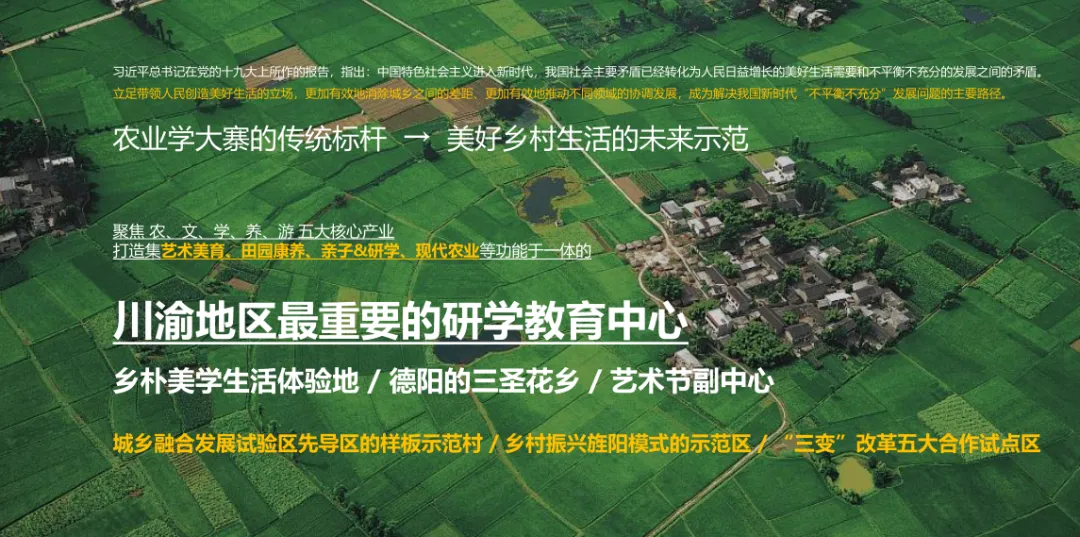 习近平总书记在党的十九大上所作的报告，指出：中国特色社会主义进入新时代，我国社会主要矛盾已经转化为人民日益增长的美好生活需要和不平衡不充分的发展之间的矛盾。
立足带领人民创造美好生活的立场，更加有效地消除城乡之间的差距、更加有效地推动不同领域的协调发展，成为解决我国新时代“不平衡不充分”发展问题的主要路径。
农业学大寨的传统标杆 → 美好乡村生活的未来示范
聚焦 农、文、学、养、游 五大核心产业
打造集艺术美育、田园康养、亲子&研学、现代农业等功能于一体的
川渝地区最重要的研学教育中心
乡朴美学生活体验地 / 德阳的三圣花乡 / 艺术节副中心
城乡融合发展试验区先导区的样板示范村 / 乡村振兴旌阳模式的示范区 / “三变”改革五大合作试点区